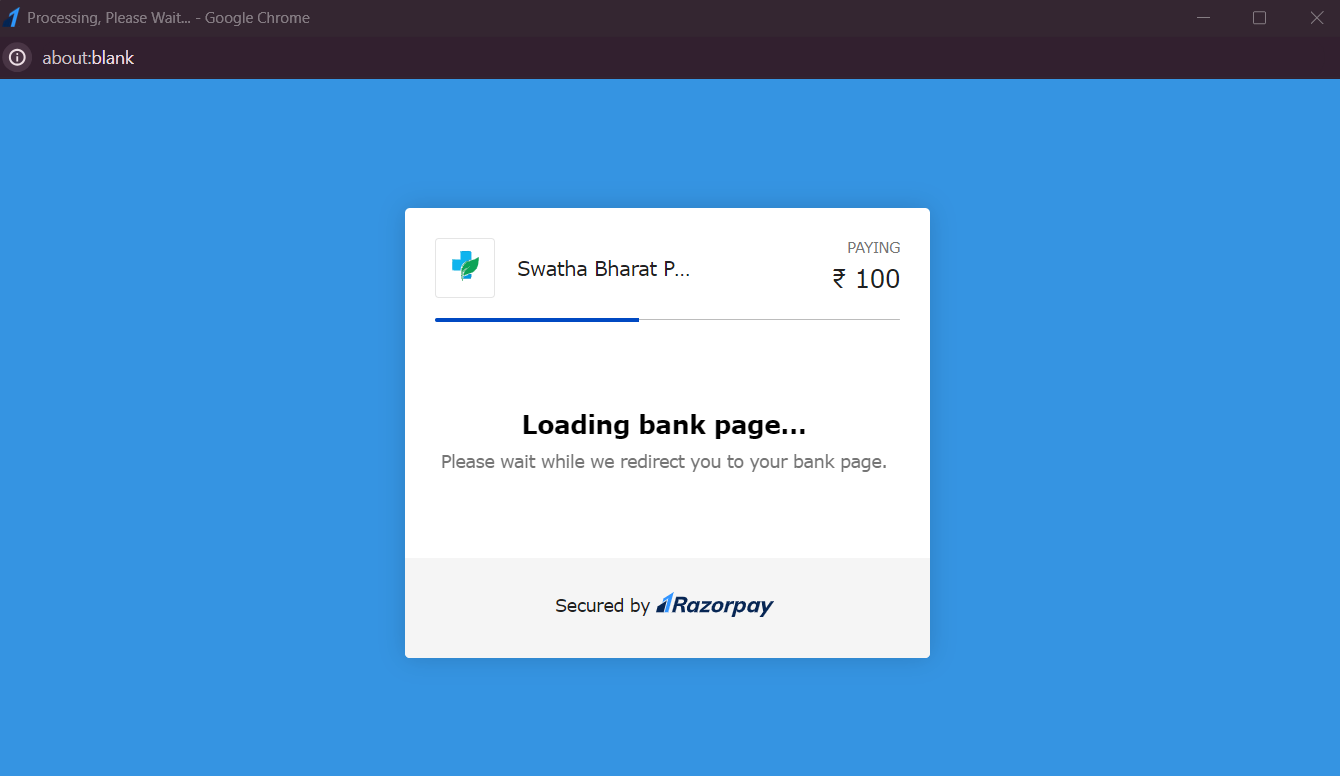 Processing, Please Wait... - Google Chrome
about:blank
Swatha Bharat P...
PAYING
₹ 100
Loading bank page...
Please wait while we redirect you to your bank page.
Secured by Razorpay